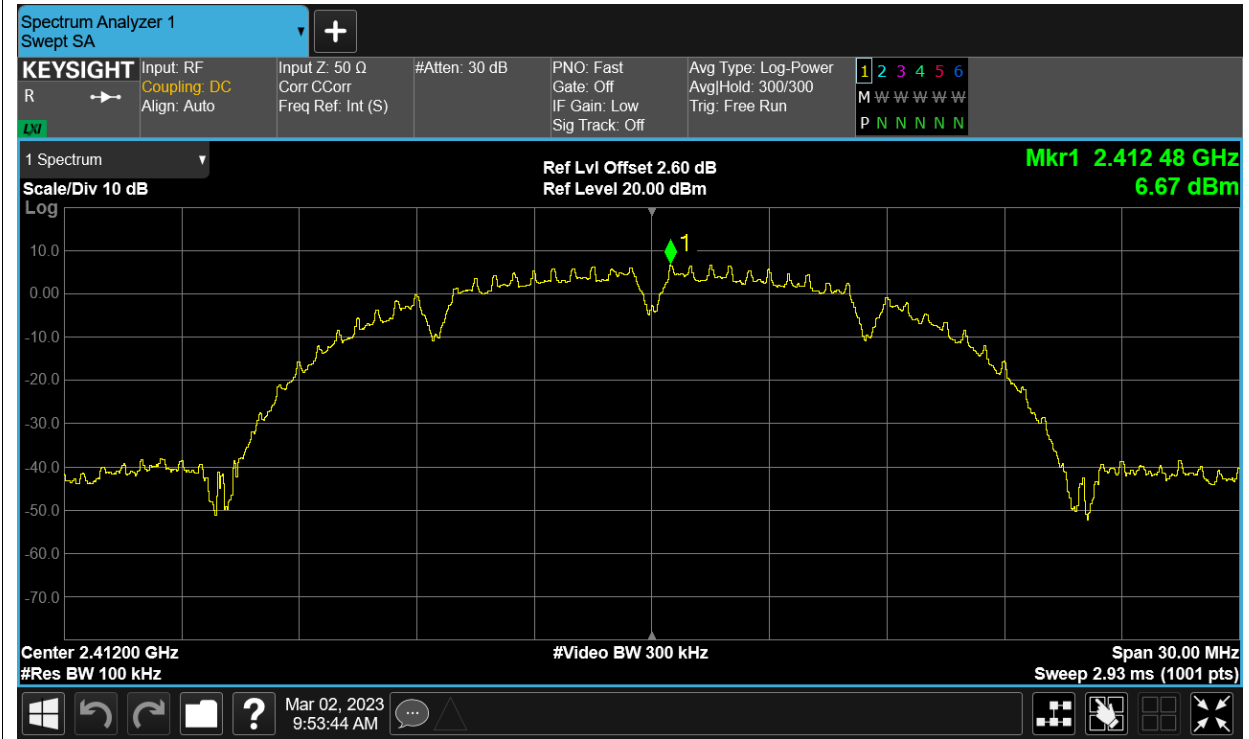 Spectrum Analyzer 1
Swept SA
KEYSIGHT
R
LXI
Input: RF
Coupling: DC
Align: Auto
Input Z: 50 Ω
Corr CCorr
Freq Ref: Int (S)
#Atten: 30 dB
PNO: Fast
Gate: Off
IF Gain: Low
Sig Track: Off
Avg Type: Log-Power
Avg|Hold: 300/300
Trig: Free Run
1 2 3 4 5 6
M W W W W W
P N N N N N
1 Spectrum
Scale/Div 10 dB
Log
Ref Lvl Offset 2.60 dB
Ref Level 20.00 dBm
Mkr1 2.412 48 GHz
6.67 dBm
1
10.0
0.00
-10.0
-20.0
-30.0
-40.0
-50.0
-60.0
-70.0
Center 2.41200 GHz
#Res BW 100 kHz
#Video BW 300 kHz
Span 30.00 MHz
Sweep 2.93 ms (1001 pts)
?
Mar 02, 2023
9:53:44 AM